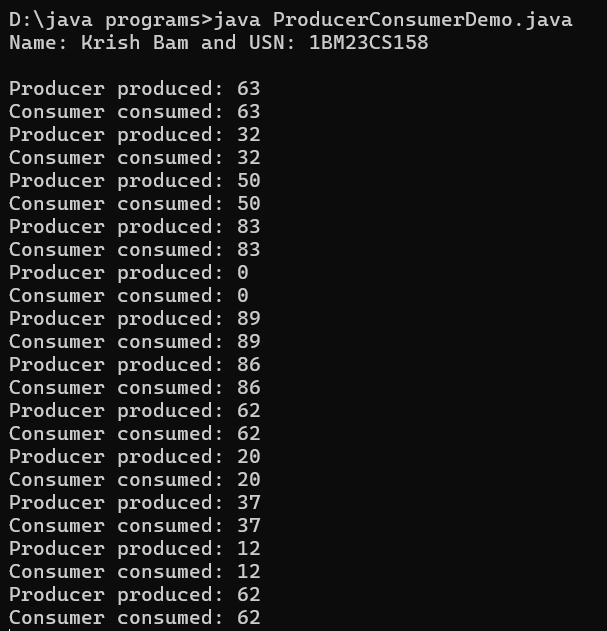 D:\java programs>java ProducerConsumerDemo.java
Name: Krish Bam and USN: 1BM23CS158
Producer produced: 63
Consumer consumed: 63
Producer produced: 32
Consumer consumed: 32
Producer produced: 50
Consumer consumed: 50
Producer produced: 83
Consumer consumed: 83
Producer produced: 0
Consumer consumed: 0
Producer produced: 89
Consumer consumed: 89
Producer produced: 86
Consumer consumed: 86
Producer produced: 62
Consumer consumed: 62
Producer produced: 20
Consumer consumed: 20
Producer produced: 37
Consumer consumed: 37
Producer produced: 12
Consumer consumed: 12
Producer produced: 62
Consumer consumed: 62